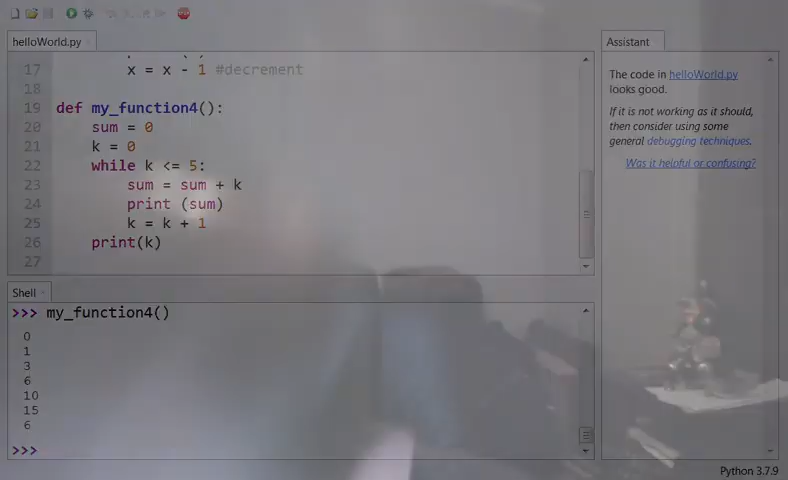 helloWorld.py
17 x = x - 1 #decrement
18
19 def my_function4():
20 sum = 0
21 k = 0
22 while k <= 5:
23 sum = sum + k
24 print (sum)
25 k = k + 1
26 print(k)
27
Shell
>>> my_function4()
0
1
3
6
10
15
6
>>>
Assistant
The code in helloWorld.py
looks good.
If it is not working as it should,
then consider using some
general debugging techniques.
Was it helpful or confusing?
Python 3.7.9